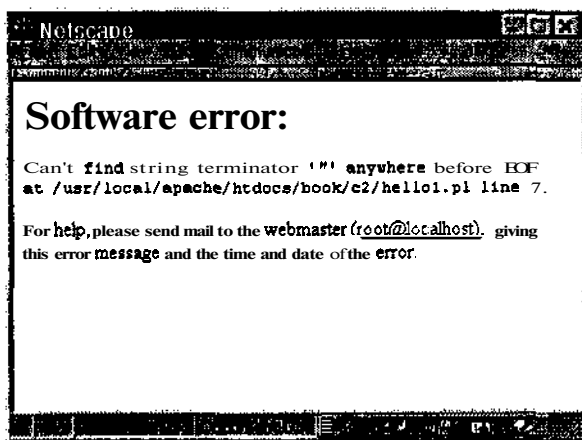 Netscape
Software error:
Can't find string terminator '"' anywhere before EOF
at /usr/local/apache/htdocs/book/c2/hello1.pl line 7.
For help, please send mail to the webmaster (root@localhost). giving
this error message and the time and date of the error.